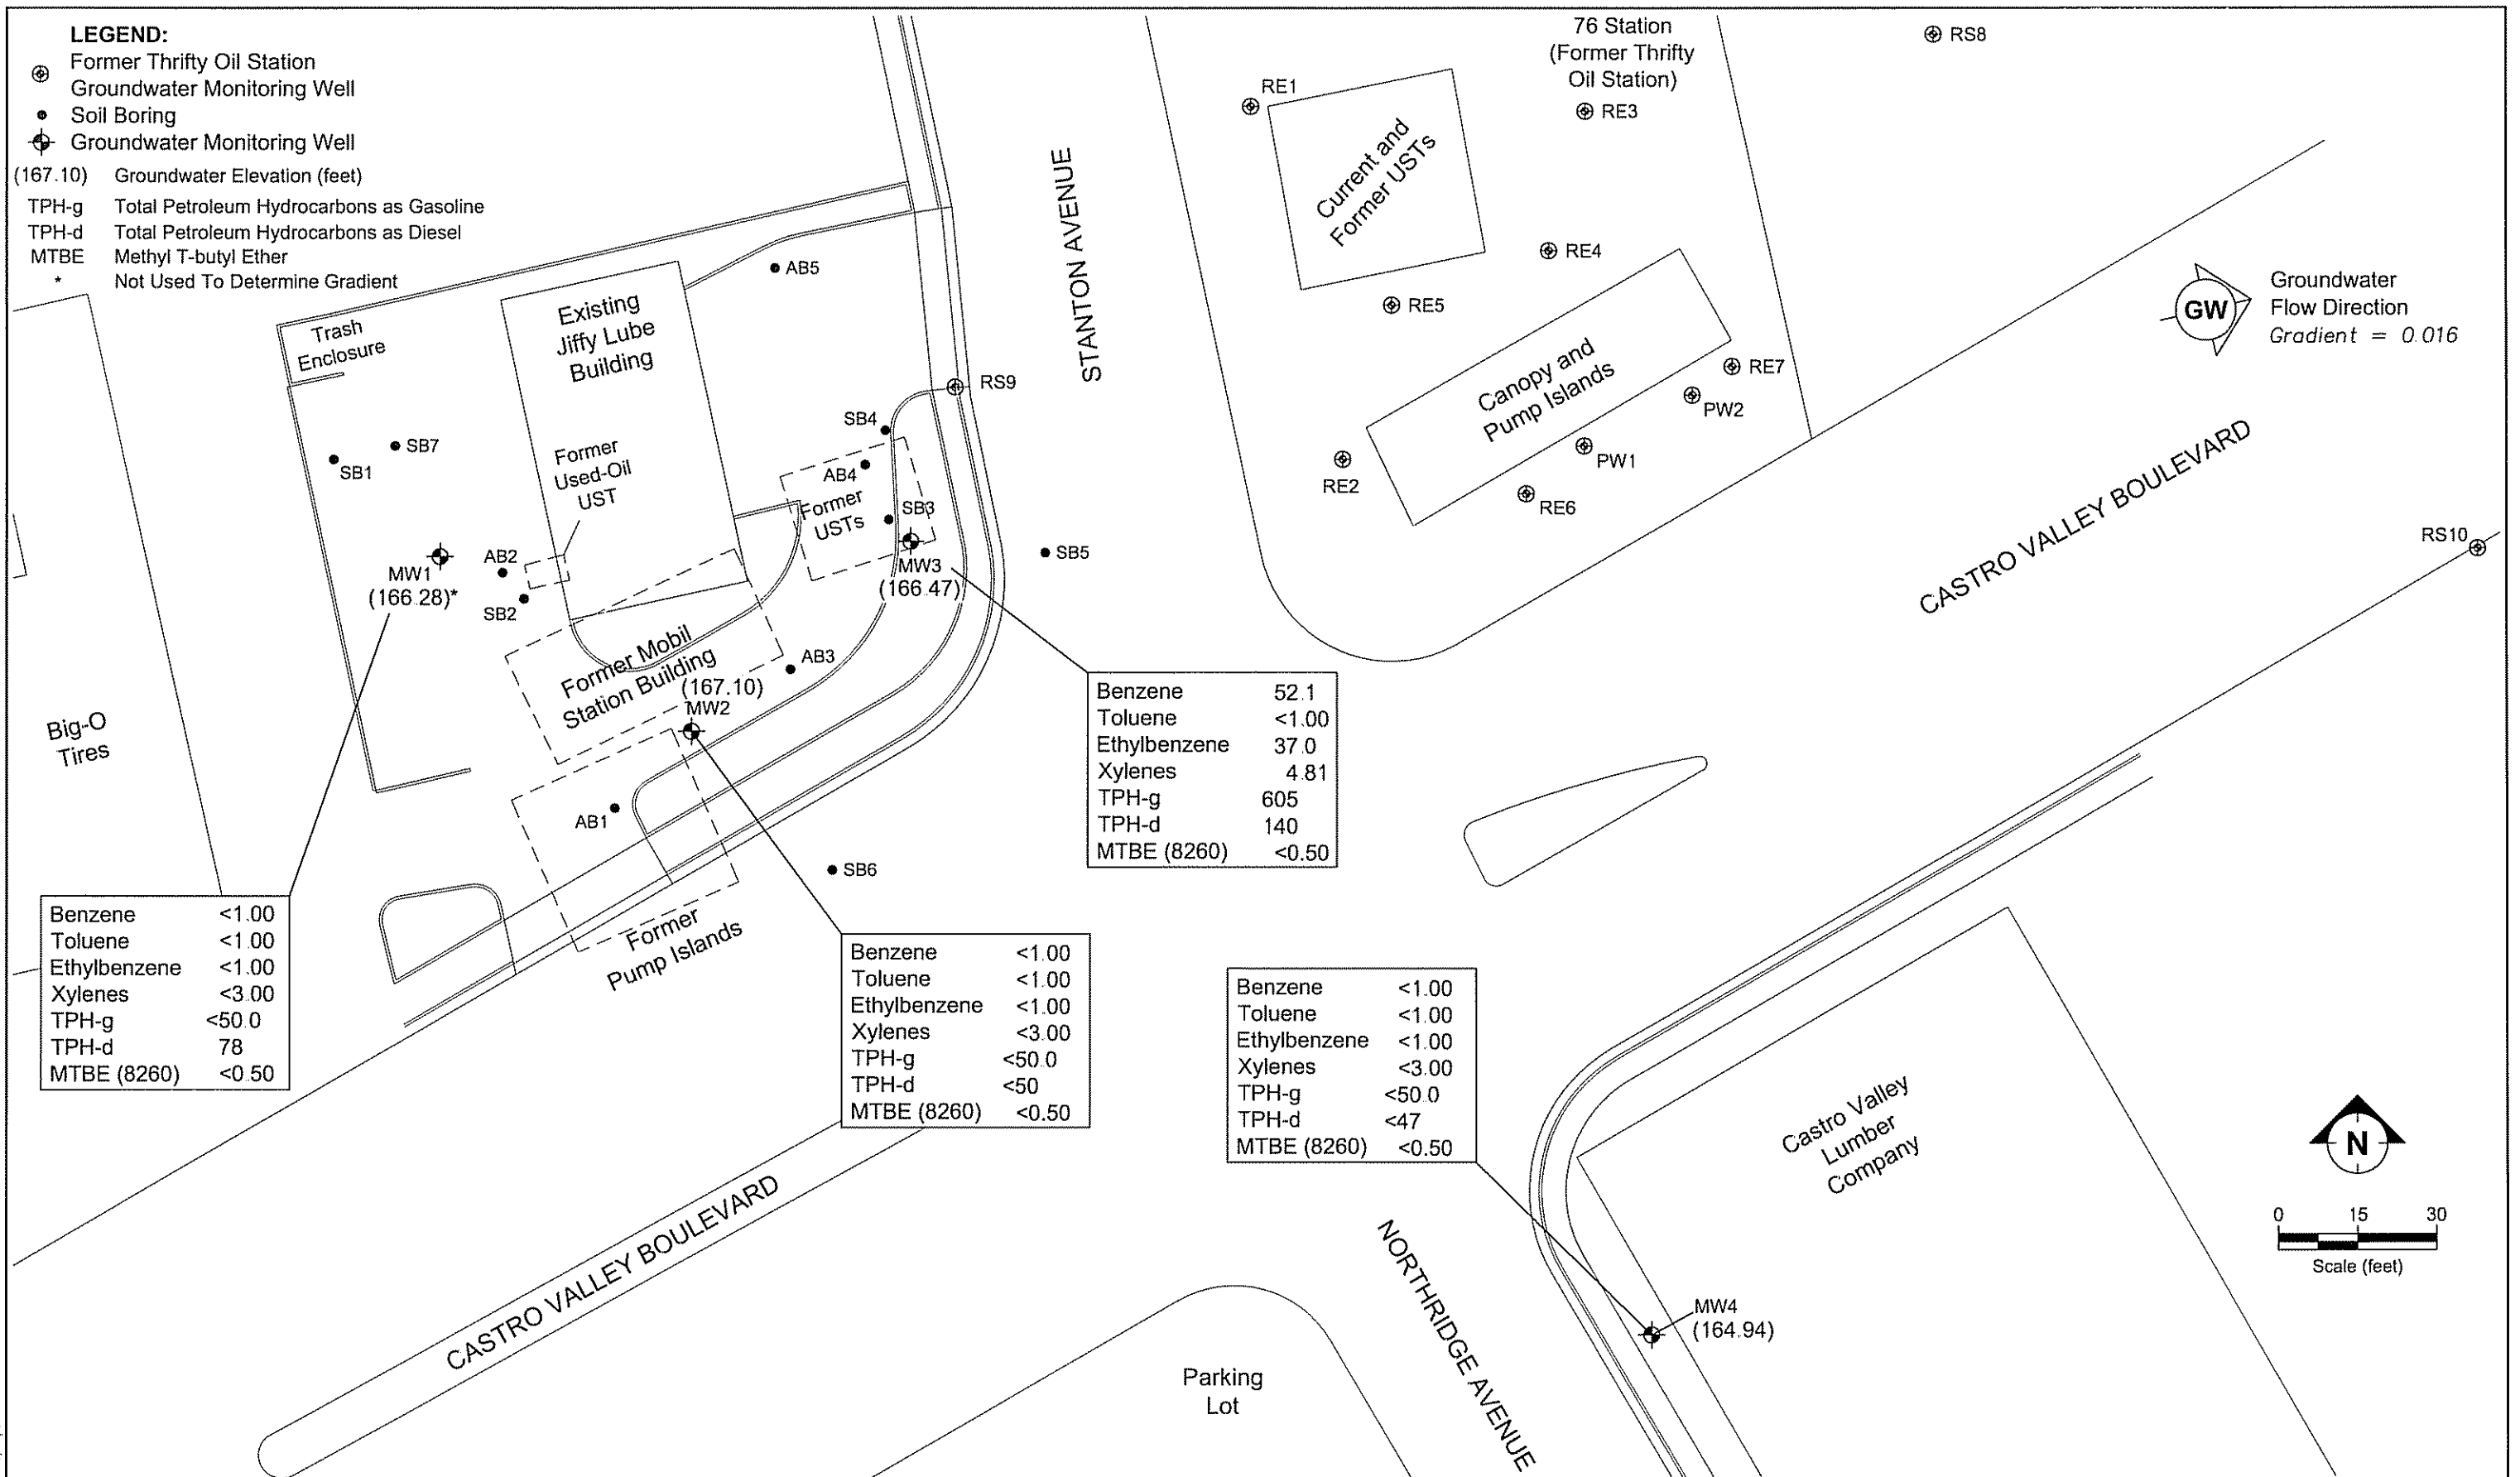 LEGEND:
Former Thrifty Oil Station
Groundwater Monitoring Well
Soil Boring
Groundwater Monitoring Well
(167.10) Groundwater Elevation (feet)
TPH-g Total Petroleum Hydrocarbons as Gasoline
TPH-d Total Petroleum Hydrocarbons as Diesel
MTBE Methyl T-butyl Ether
* Not Used To Determine Gradient
76 Station
(Former Thrifty
Oil Station)
RS8
RE1
RE3
Current and
Former USTs
RE4
RE5
Canopy and
Pump Islands
RE7
PW2
PW1
RE2
RE6
GW
Groundwater
Flow Direction
Gradient = 0.016
STANTON AVENUE
CASTRO VALLEY BOULEVARD
RS10
AB5
Existing
Jiffy Lube
Building
Trash
Enclosure
RS9
SB4
SB7
SB1
Former
Used-Oil
UST
AB4
Former
USTs
SB3
SB5
AB2
MW1
(166.28)*
SB2
MW3
(166.47)
Former Mobil
Station Building
AB3
(167.10)
MW2
Big-O
Tires
AB1
SB6
Former
Pump Islands
Benzene 52.1
Toluene <1.00
Ethylbenzene 37.0
Xylenes 4.81
TPH-g 605
TPH-d 140
MTBE (8260) <0.50
Benzene <1.00
Toluene <1.00
Ethylbenzene <1.00
Xylenes <3.00
TPH-g <50.0
TPH-d 78
MTBE (8260) <0.50
Benzene <1.00
Toluene <1.00
Ethylbenzene <1.00
Xylenes <3.00
TPH-g <50.0
TPH-d <50
MTBE (8260) <0.50
Benzene <1.00
Toluene <1.00
Ethylbenzene <1.00
Xylenes <3.00
TPH-g <50.0
TPH-d <47
MTBE (8260) <0.50
Castro Valley
Lumber
Company
N
0 15 30
Scale (feet)
CASTRO VALLEY BOULEVARD
NORTHRIDGE AVENUE
MW4
(164.94)
Parking
Lot